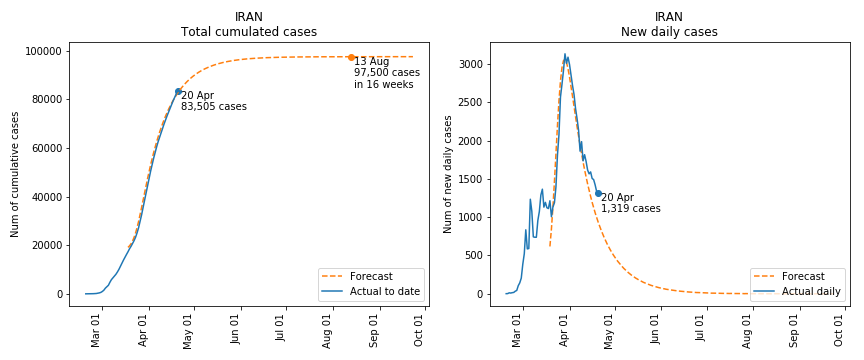 IRAN
Total cumulated cases
Num of cumulative cases
100000
80000
60000
40000
20000
0
13 Aug
97,500 cases
in 16 weeks
20 Apr
83,505 cases
Forecast
Actual to date
Mar 01
Apr 01
May 01
Jun 01
Jul 01
Aug 01
Sep 01
Oct 01
IRAN
New daily cases
Num of new daily cases
3000
2500
2000
1500
1000
500
0
20 Apr
1,319 cases
Forecast
Actual daily
Mar 01
Apr 01
May 01
Jun 01
Jul 01
Aug 01
Sep 01
Oct 01